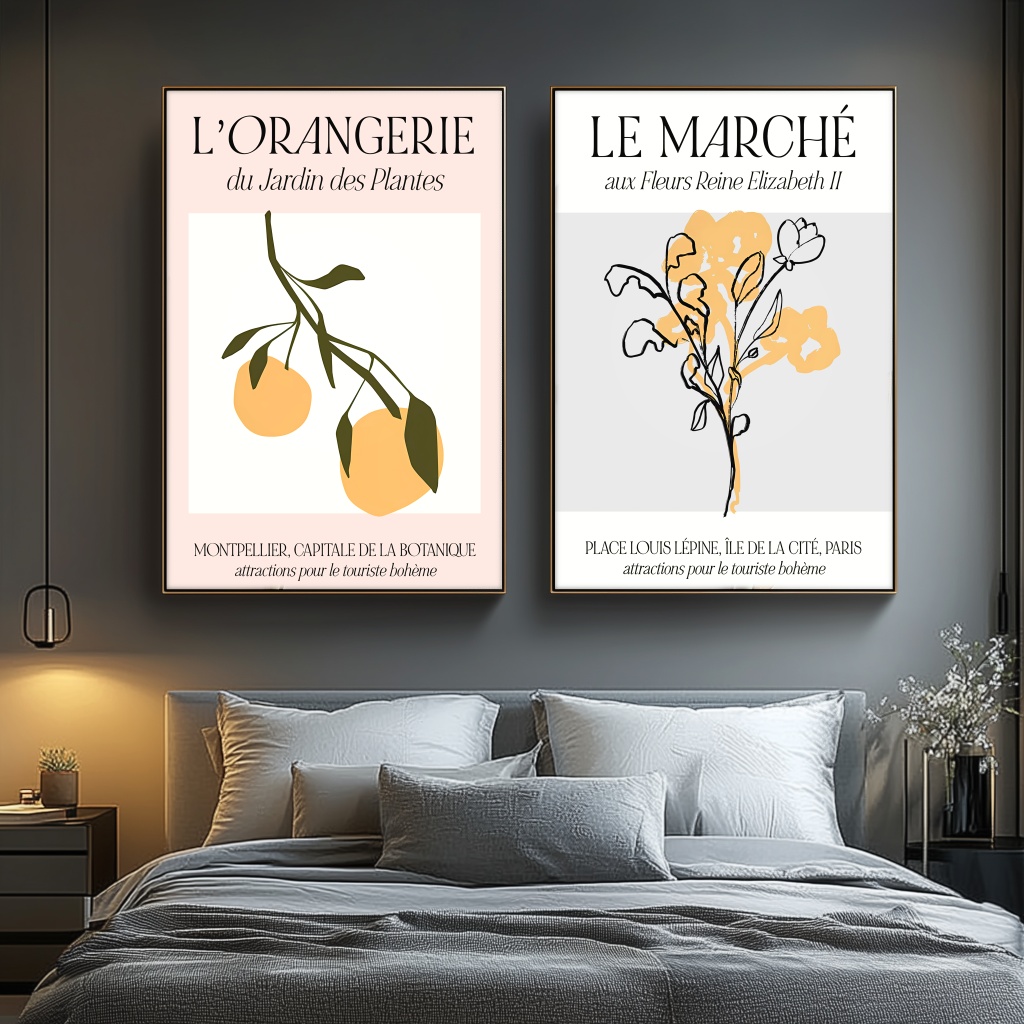 L'ORANGERIE
du Jardin des Plantes
MONTPELLIER, CAPITALE DE LA BOTANIQUE
attractions pour le touriste bohème
LE MARCHÉ
aux Fleurs Reine Elizabeth II
PLACE LOUIS LÉPINE, ÎLE DE LA CITÉ, PARIS
attractions pour le touriste bohème